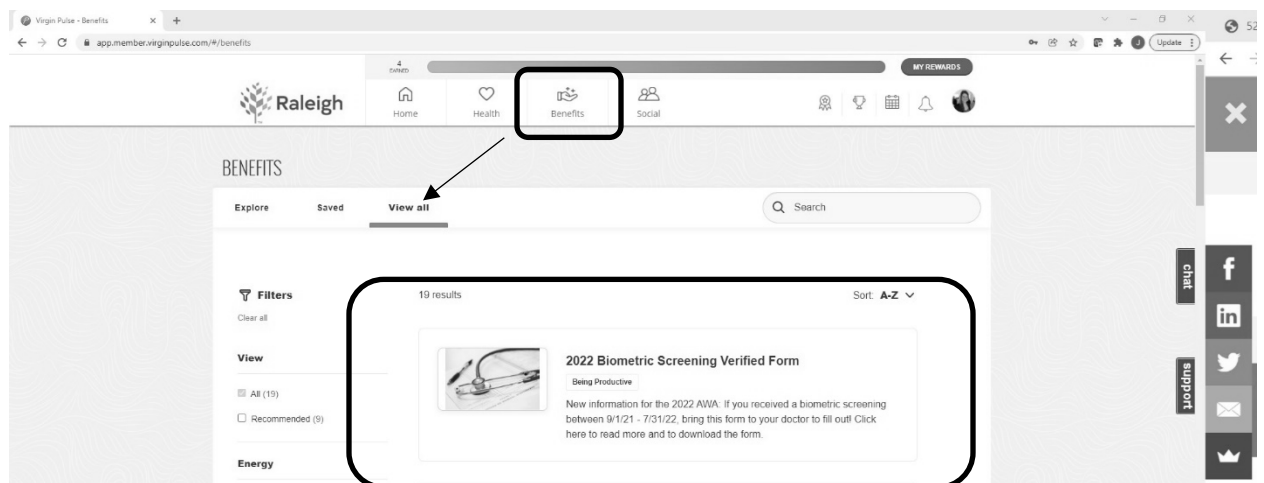 Virgin Pulse - Benefits
app.member.virginpulse.com/#/benefits
Update
52
4
EARNED
MY REWARDS
Raleigh
Home
Health
Benefits
Social
BENEFITS
Explore
Saved
View all
Search
Filters
Clear all
19 results
Sort: A-Z
View
All (19)
Recommended (9)
Energy
2022 Biometric Screening Verified Form
Being Productive
New information for the 2022 AWA: If you received a biometric screening
between 9/1/21 - 7/31/22, bring this form to your doctor to fill out! Click
here to read more and to download the form.
chat
support
f
in
J